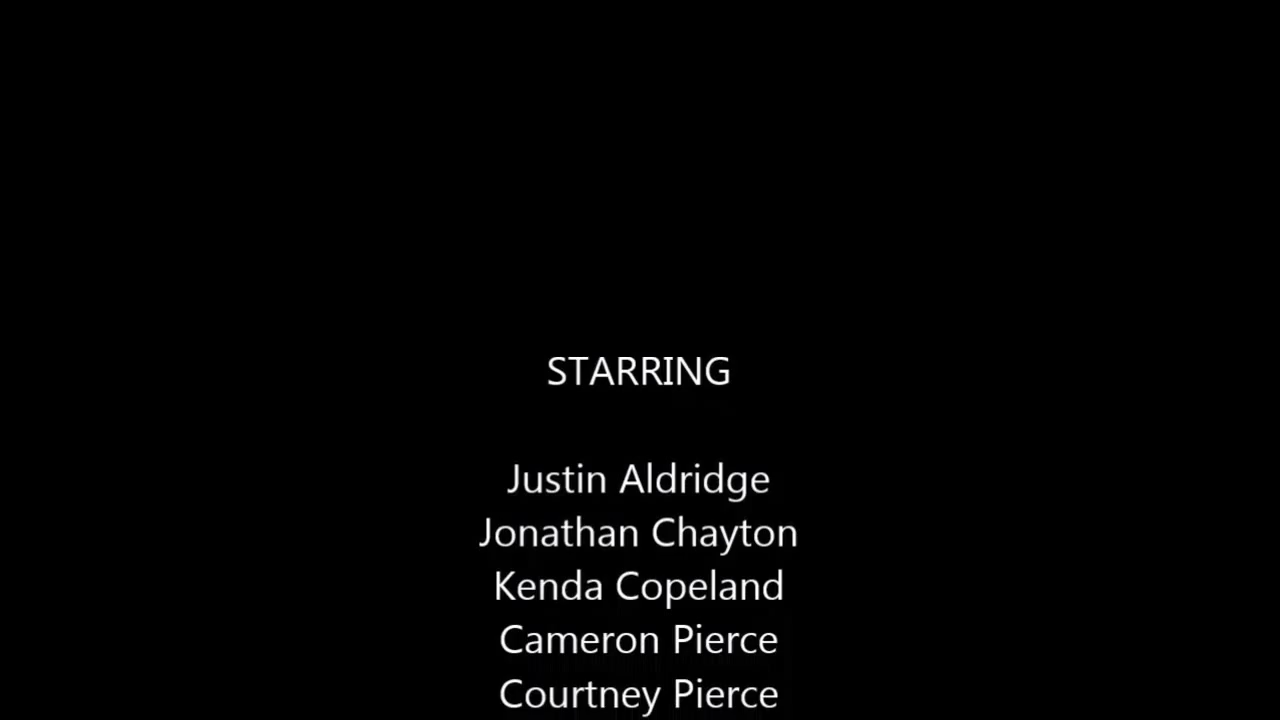 STARRING
Justin Aldridge
Jonathan Chayton
Kenda Copeland
Cameron Pierce
Courtney Pierce